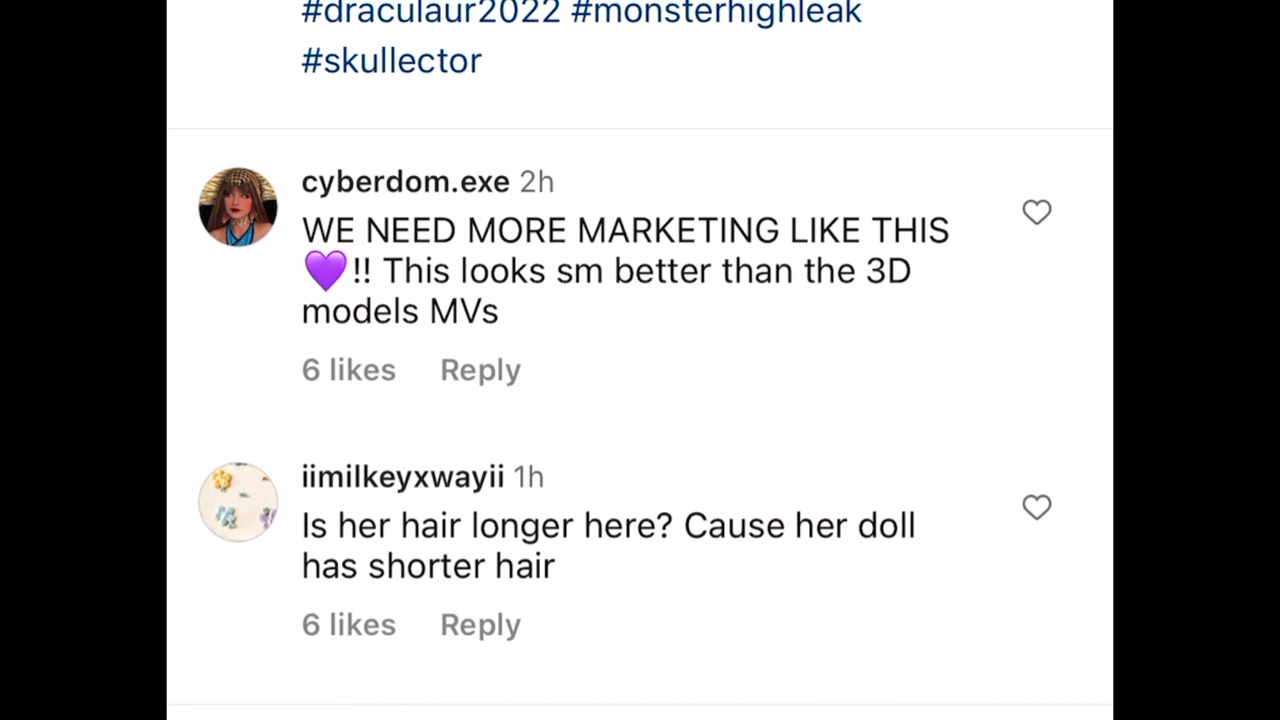 #draculaur2022 #monsterhighleak
#skullector
cyberdom.exe 2h
WE NEED MORE MARKETING LIKE THIS
💜!! This looks sm better than the 3D
models MVs
6 likes Reply
iimilkeyxwayii 1h
Is her hair longer here? Cause her doll
has shorter hair
6 likes Reply